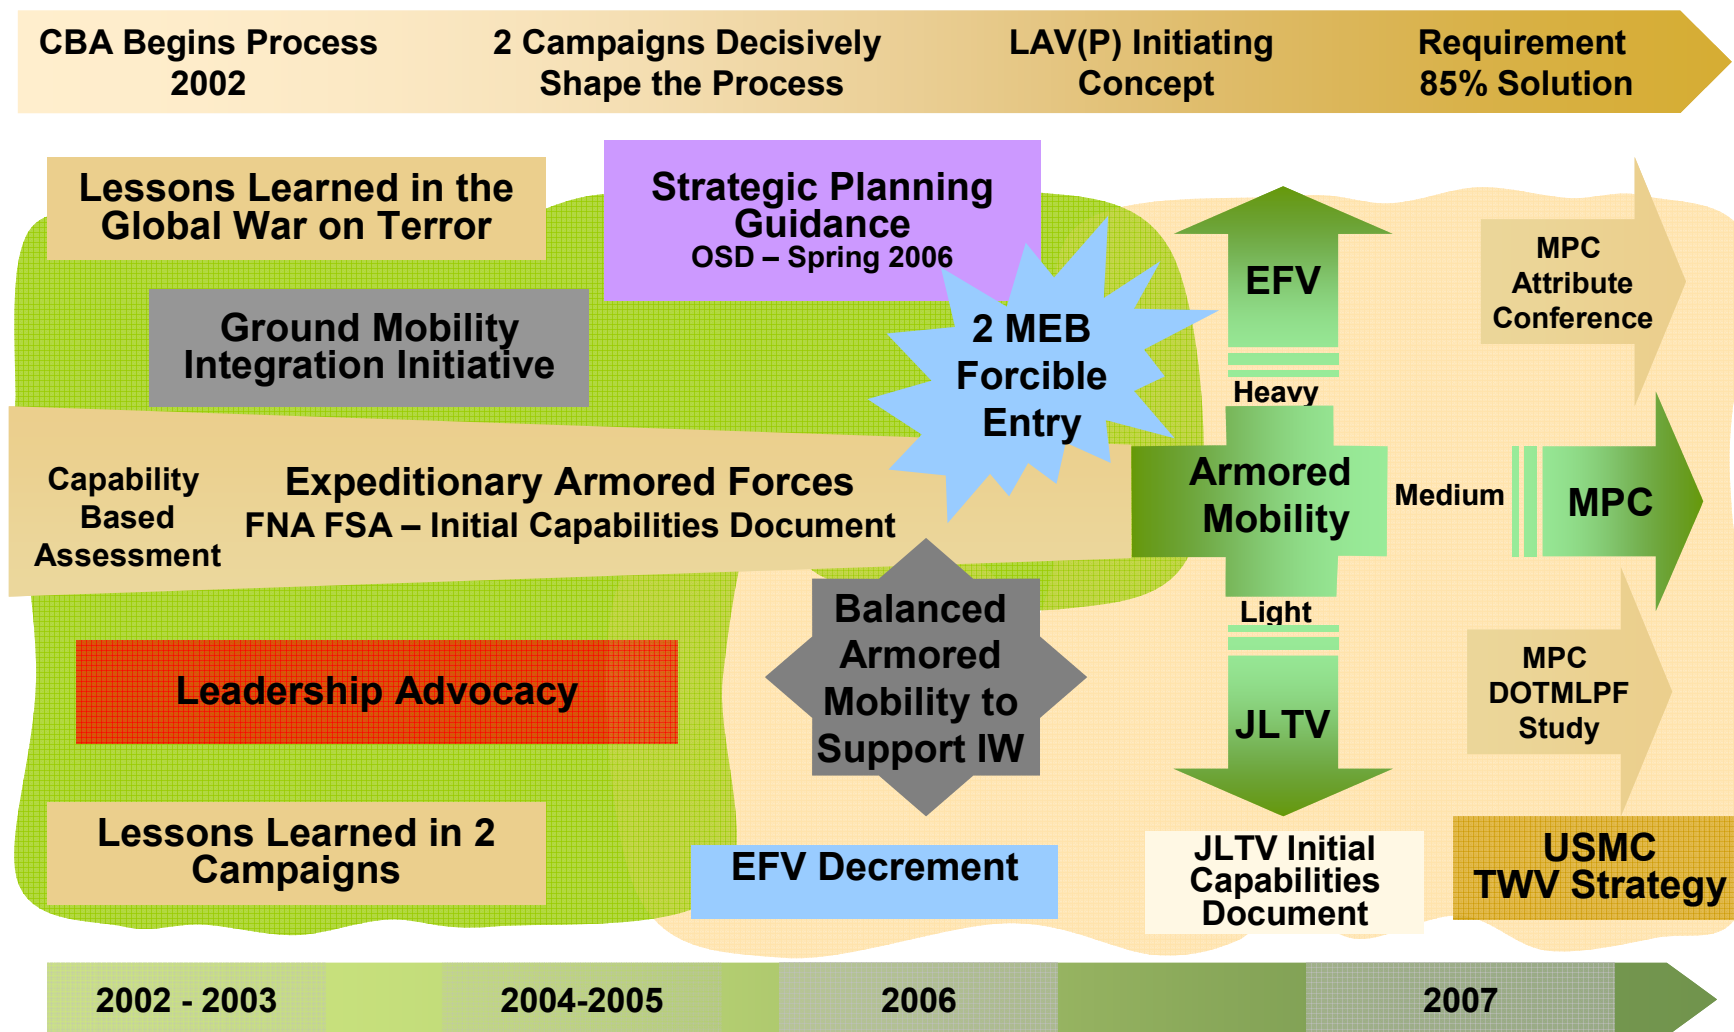 CBA Begins Process
2002
2 Campaigns Decisively
Shape the Process
LAV(P) Initiating
Concept
Requirement
85% Solution
Lessons Learned in the
Global War on Terror
Strategic Planning
Guidance
OSD – Spring 2006
Ground Mobility
Integration Initiative
2 MEB
Forcible
Entry
EFV
Heavy
MPC
Attribute
Conference
Capability
Based
Assessment
Expeditionary Armored Forces
FNA FSA – Initial Capabilities Document
Armored
Mobility
Medium
MPC
Light
JLTV
Balanced
Armored
Mobility to
Support IW
MPC
DOTMLPF
Study
Leadership Advocacy
Lessons Learned in 2
Campaigns
EFV Decrement
JLTV Initial
Capabilities
Document
USMC
TWV Strategy
2002 - 2003
2004-2005
2006
2007